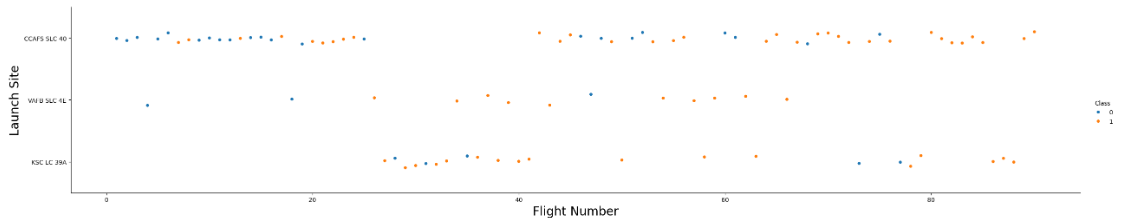 CCAFS SLC 40
VAFB SLC 4E
KSC LC 39A
Launch Site
0 20 40 60 80
Flight Number
Class
0
1